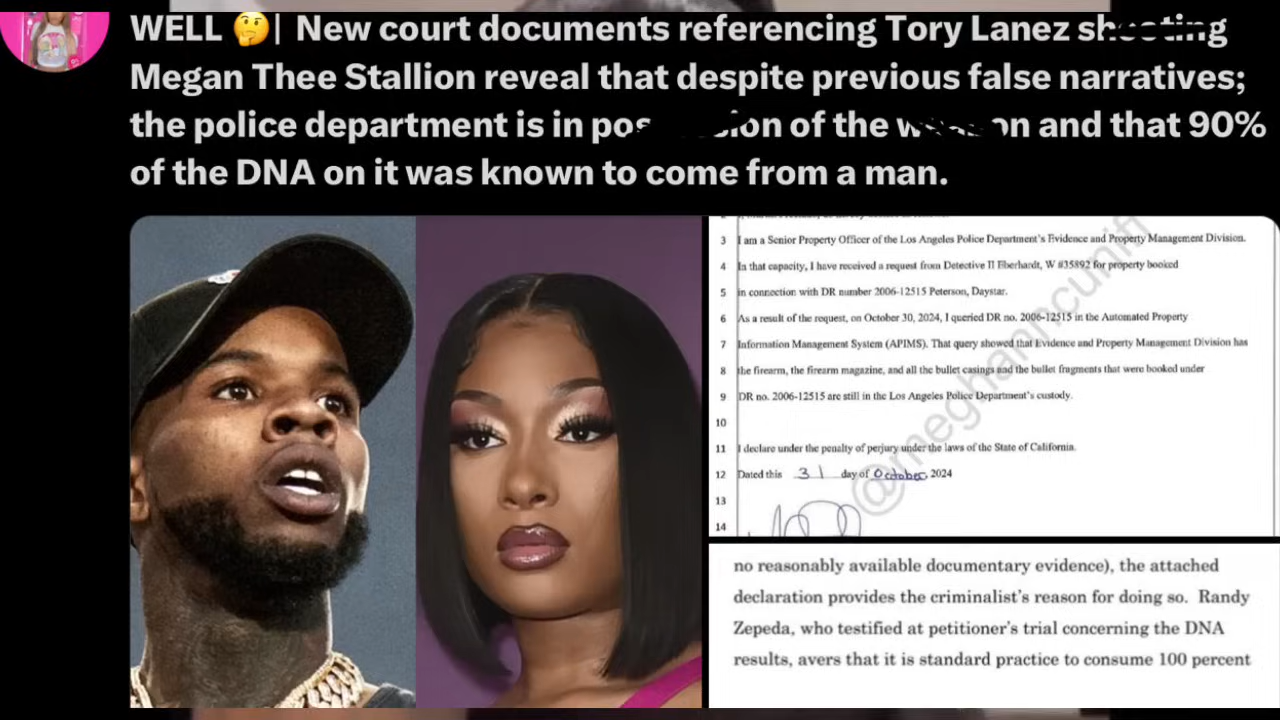 WELL 🤔| New court documents referencing Tory Lanez
Megan Thee Stallion reveal that despite previous false narratives;
the police department is in of the and that 90%
of the DNA on it was known to come from a man.
3 I am a Senior Property Officer of the Los Angeles Police Department's Evidence and Property Management Division.
4 In that capacity, I have received a request from Detective II Eberhardt, W #35892 for property booked
5 in connection with DR number 2006-12515 Peterson, Daystar.
6 As a result of the request, on October 30, 2024, I queried DR no. 2006-12515 in the Automated Property
7 Information Management System (APIMS). That query showed that Evidence and Property Management Division has
8 the firearm, the firearm magazine, and all the bullet casings and the bullet fragments that were booked under
9 DR no. 2006-12515 are still in the Los Angeles Police Department's custody.
10
11 I declare under the penalty of perjury under the laws of the State of California.
12 Dated this 31 day of October, 2024
13
14
@meghanncuniff
no reasonably available documentary evidence), the attached
declaration provides the criminalist's reason for doing so. Randy
Zepeda, who testified at petitioner's trial concerning the DNA
results, avers that it is standard practice to consume 100 percent